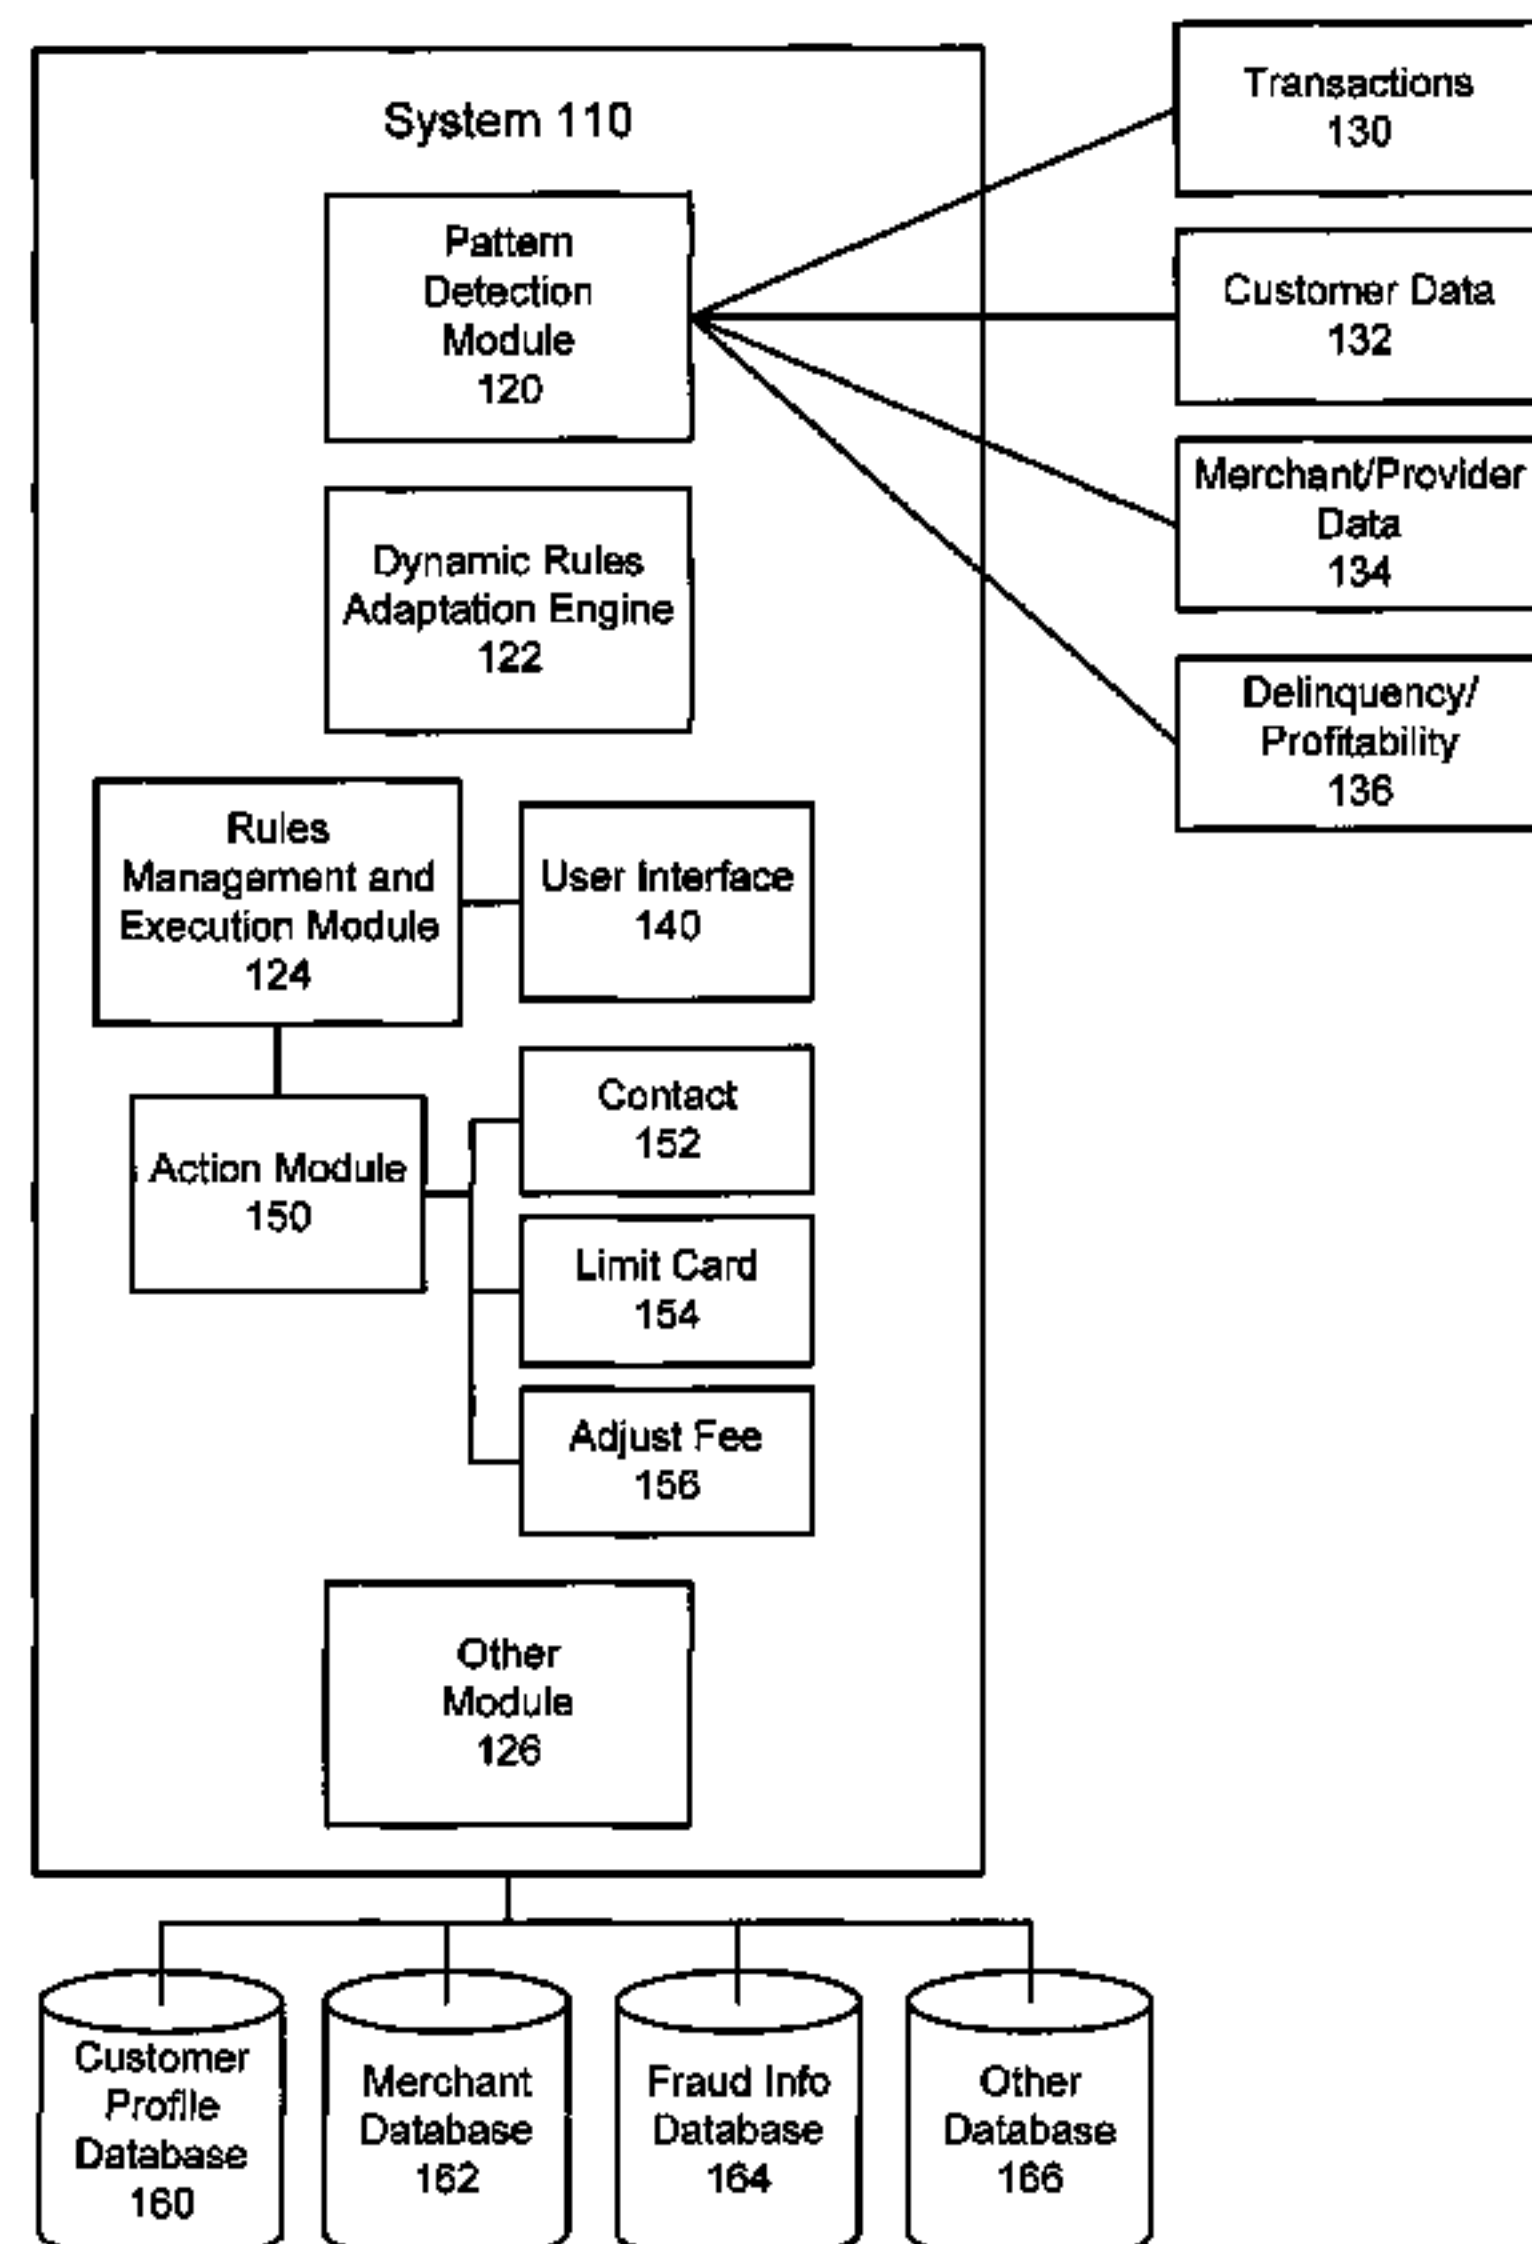 System 110
Pattern
Detection
Module
120
Dynamic Rules
Adaptation Engine
122
Rules
Management and
Execution Module
124
User Interface
140
Action Module
150
Contact
152
Limit Card
154
Adjust Fee
156
Other
Module
126
Transactions
130
Customer Data
132
Merchant/Provider
Data
134
Delinquency/
Profitability
136
Customer
Profile
Database
160
Merchant
Database
162
Fraud Info
Database
164
Other
Database
166